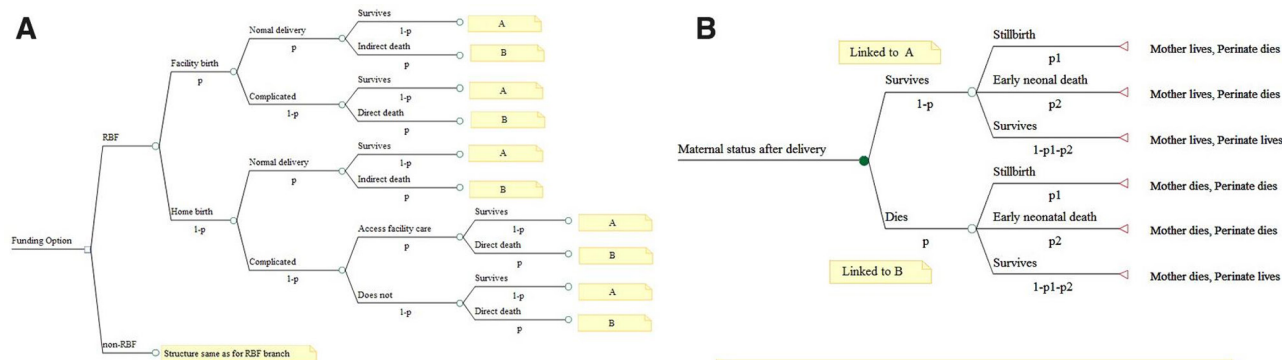 A
Funding Option
RBF
non-RBF
Structure same as for RBF branch
Facility birth
p
Home birth
1-p
Nomal delivery
p
Complicated
1-p
Survives
1-p
A
Indirect death
p
B
Survives
1-p
A
Direct death
p
B
Normal delivery
p
Complicated
1-p
Survives
1-p
A
Indirect death
p
B
Access facility care
p
Does not
1-p
Survives
1-p
A
Direct death
p
B
Survives
1-p
A
Direct death
p
B
B
Maternal status after delivery
Linked to A
Survives
1-p
Stillbirth
p1
Mother lives, Perinate dies
Early neonal death
p2
Mother lives, Perinate dies
Survives
1-p1-p2
Mother lives, Perinate lives
Dies
p
Linked to B
Stillbirth
p1
Mother dies, Perinate dies
Early neonatal death
p2
Mother dies, Perinate dies
Survives
1-p1-p2
Mother dies, Perinate lives